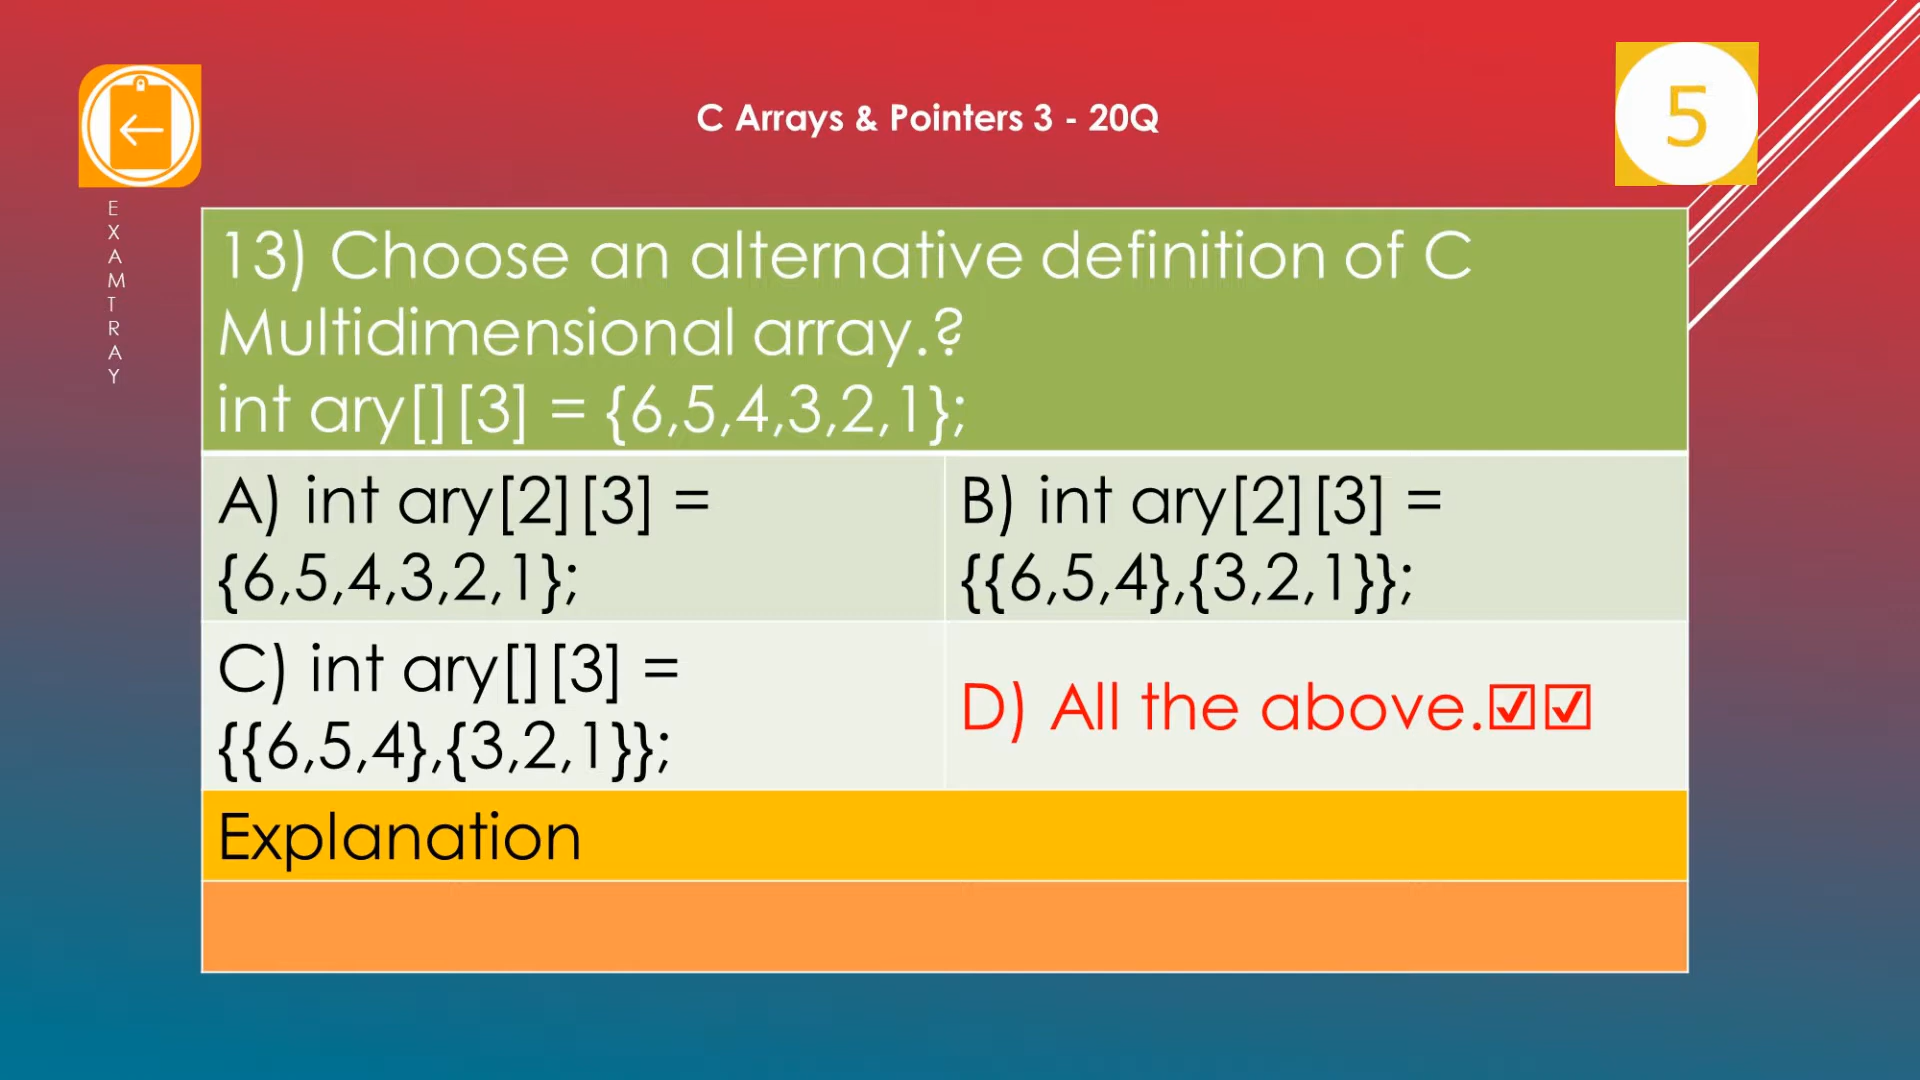 C Arrays & Pointers 3 - 20Q
5
E
X
A
M
T
R
A
Y
13) Choose an alternative definition of C
Multidimensional array.?
int ary[][3] = {6,5,4,3,2,1};
A) int ary[2][3] =
{6,5,4,3,2,1};
B) int ary[2][3] =
{{6,5,4},{3,2,1}};
C) int ary[][3] =
{{6,5,4},{3,2,1}};
D) All the above.☑☑
Explanation